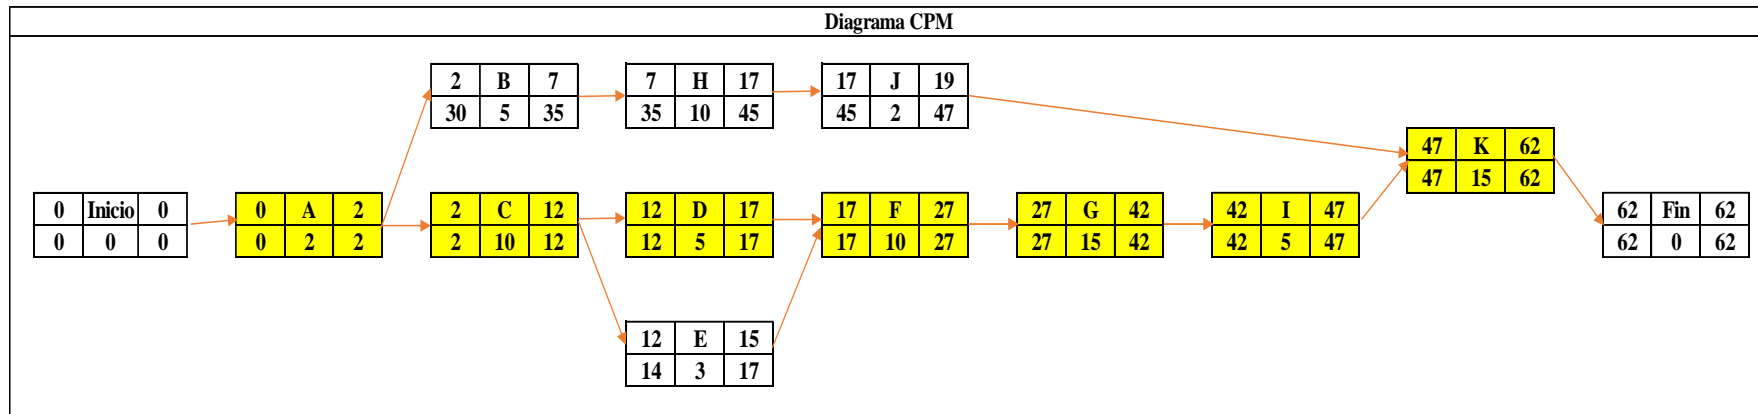 Diagrama CPM
2 B 7
30 5 35
7 H 17
35 10 45
17 J 19
45 2 47
47 K 62
47 15 62
0 Inicio 0
0 0 0
0 A 2
0 2 2
2 C 12
2 10 12
12 D 17
12 5 17
17 F 27
17 10 27
27 G 42
27 15 42
42 I 47
42 5 47
62 Fin 62
62 0 62
12 E 15
14 3 17